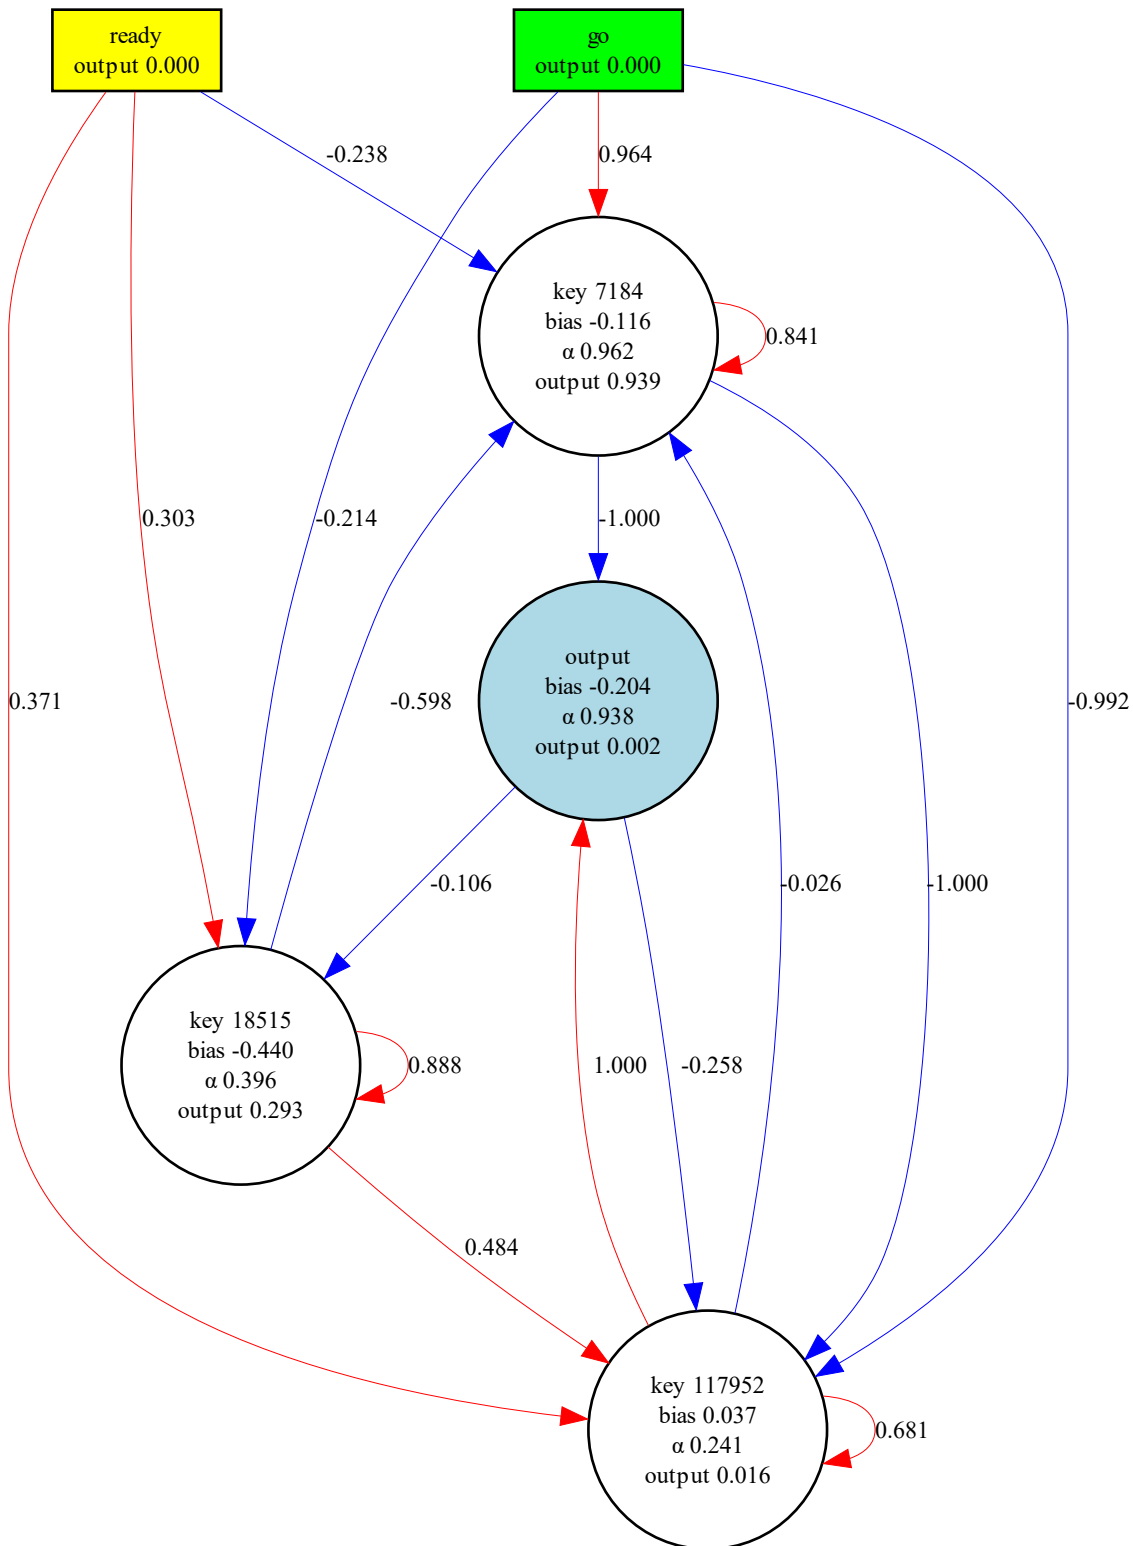 ready
output 0.000
go
output 0.000
-0.238
0.964
key 7184
bias -0.116
α 0.962
output 0.939
0.841
0.303
-0.214
-1.000
output
bias -0.204
α 0.938
output 0.002
0.371
-0.598
-0.992
-0.106
-0.026
-1.000
key 18515
bias -0.440
α 0.396
output 0.293
0.888
1.000
-0.258
0.484
key 117952
bias 0.037
α 0.241
output 0.016
0.681